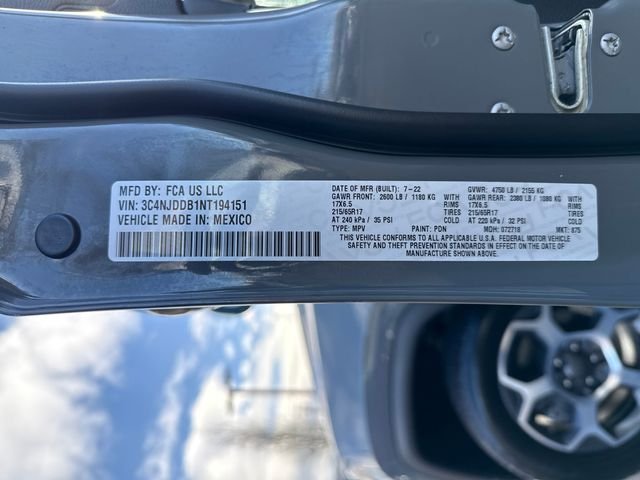 MFD BY: FCA US LLC
VIN: 3C4NJDDB1NT194151
VEHICLE MADE IN: MEXICO
DATE OF MFR (BUILT): 7-22 GVWR: 4750 LB / 2155 KG
GAWR FRONT: 2600 LB / 1180 KG WITH GAWR REAR: 2380 LB / 1080 KG WITH
17X6.5 RIMS 17X6.5 RIMS
215/65R17 TIRES 215/65R17 TIRES
AT 240 kPa / 35 PSI COLD AT 220 kPa / 32 PSI COLD
TYPE: MPV PAINT: PDN MDH: 072718 MKT: 875
THIS VEHICLE CONFORMS TO ALL APPLICABLE U.S.A. FEDERAL MOTOR VEHICLE
SAFETY AND THEFT PREVENTION STANDARDS IN EFFECT ON THE DATE OF MANUFACTURE
SHOWN ABOVE.